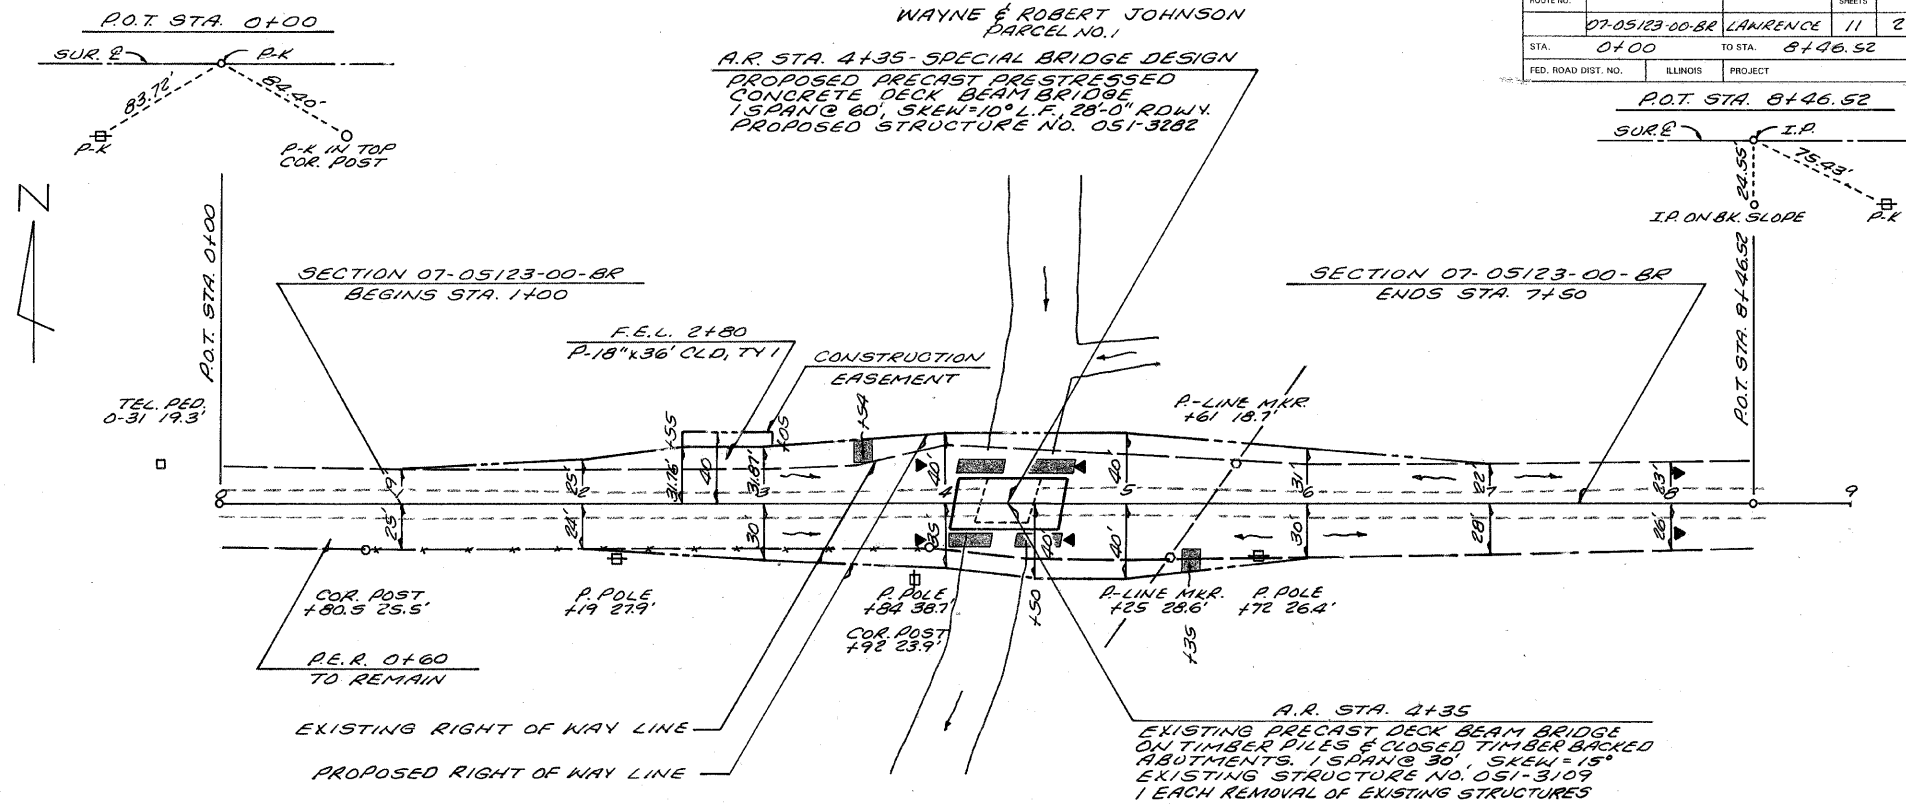 P.O.T. STA. 0+00
SUR. ℄
P-K
83.72'
84.40'
P-K
P-K IN TOP
COR. POST
WAYNE & ROBERT JOHNSON
PARCEL NO. 1
A.R. STA. 4+35 - SPECIAL BRIDGE DESIGN
PROPOSED PRECAST PRESTRESSED
CONCRETE DECK BEAM BRIDGE
1 SPAN @ 60', SKEW=10° L.F., 28'-0" RDWY.
PROPOSED STRUCTURE NO. 051-3282
ROUTE NO.
SHEETS
07-05123-00-BR LAWRENCE 11 2
STA. 0+00 TO STA. 8+46.52
FED. ROAD DIST. NO. ILLINOIS PROJECT
P.O.T. STA. 8+46.52
SUR. ℄
I.P.
24.55'
75.43'
I.P. ON BK. SLOPE
P-K
N
P.O.T. STA. 0+00
P.O.T. STA. 8+46.52
SECTION 07-05123-00-BR
BEGINS STA. 1+00
SECTION 07-05123-00-BR
ENDS STA. 7+50
F.E.L. 2+80
P-18"x36' CLD, TY 1
CONSTRUCTION
EASEMENT
TEL. PED.
0-31 19.3'
P-LINE MKR.
+61 18.7'
+55
+05
+54
19'
25'
31.76'
40'
31.87'
40'
40'
31'
22'
23'
2
3
4
5
6
7
8
9
25'
24'
30'
35'
40'
40'
30'
28'
26'
COR. POST
+80.5 25.5'
P. POLE
+19 27.9'
P. POLE
+84 38.7'
COR. POST
+92 23.9'
+50
P-LINE MKR.
+25 28.6'
P. POLE
+72 26.4'
+35
P.E.R. 0+60
TO REMAIN
EXISTING RIGHT OF WAY LINE
PROPOSED RIGHT OF WAY LINE
A.R. STA. 4+35
EXISTING PRECAST DECK BEAM BRIDGE
ON TIMBER PILES & CLOSED TIMBER BACKED
ABUTMENTS. 1 SPAN @ 30', SKEW = 15°
EXISTING STRUCTURE NO. 051-3109
1 EACH REMOVAL OF EXISTING STRUCTURES